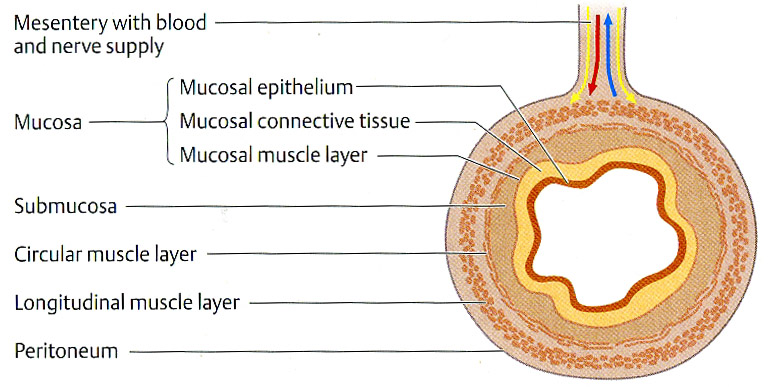 Mesentery with blood
and nerve supply
Mucosa
Mucosal epithelium
Mucosal connective tissue
Mucosal muscle layer
Submucosa
Circular muscle layer
Longitudinal muscle layer
Peritoneum